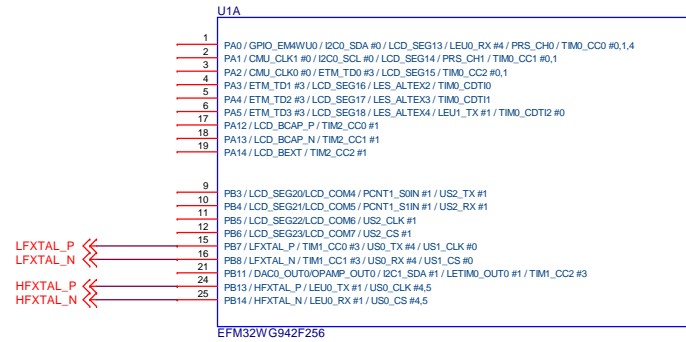 U1A
1 PA0 / GPIO_EM4WU0 / I2C0_SDA #0 / LCD_SEG13 / LEU0_RX #4 / PRS_CH0 / TIM0_CC0 #0,1,4
2 PA1 / CMU_CLK1 #0 / I2C0_SCL #0 / LCD_SEG14 / PRS_CH1 / TIM0_CC1 #0,1
3 PA2 / CMU_CLK0 #0 / ETM_TD0 #3 / LCD_SEG15 / TIM0_CC2 #0,1
4 PA3 / ETM_TD1 #3 / LCD_SEG16 / LES_ALTEX2 / TIM0_CDTI0
5 PA4 / ETM_TD2 #3 / LCD_SEG17 / LES_ALTEX3 / TIM0_CDTI1
6 PA5 / ETM_TD3 #3 / LCD_SEG18 / LES_ALTEX4 / LEU1_TX #1 / TIM0_CDTI2 #0
17 PA12 / LCD_BCAP_P / TIM2_CC0 #1
18 PA13 / LCD_BCAP_N / TIM2_CC1 #1
19 PA14 / LCD_BEXT / TIM2_CC2 #1
9 PB3 / LCD_SEG20/LCD_COM4 / PCNT1_S0IN #1 / US2_TX #1
10 PB4 / LCD_SEG21/LCD_COM5 / PCNT1_S1IN #1 / US2_RX #1
11 PB5 / LCD_SEG22/LCD_COM6 / US2_CLK #1
12 PB6 / LCD_SEG23/LCD_COM7 / US2_CS #1
LFXTAL_P 15 PB7 / LFXTAL_P / TIM1_CC0 #3 / US0_TX #4 / US1_CLK #0
LFXTAL_N 16 PB8 / LFXTAL_N / TIM1_CC1 #3 / US0_RX #4 / US1_CS #0
21 PB11 / DAC0_OUT0/OPAMP_OUT0 / I2C1_SDA #1 / LETIM0_OUT0 #1 / TIM1_CC2 #3
HFXTAL_P 24 PB13 / HFXTAL_P / LEU0_TX #1 / US0_CLK #4,5
HFXTAL_N 25 PB14 / HFXTAL_N / LEU0_RX #1 / US0_CS #4,5
EFM32WG942F256